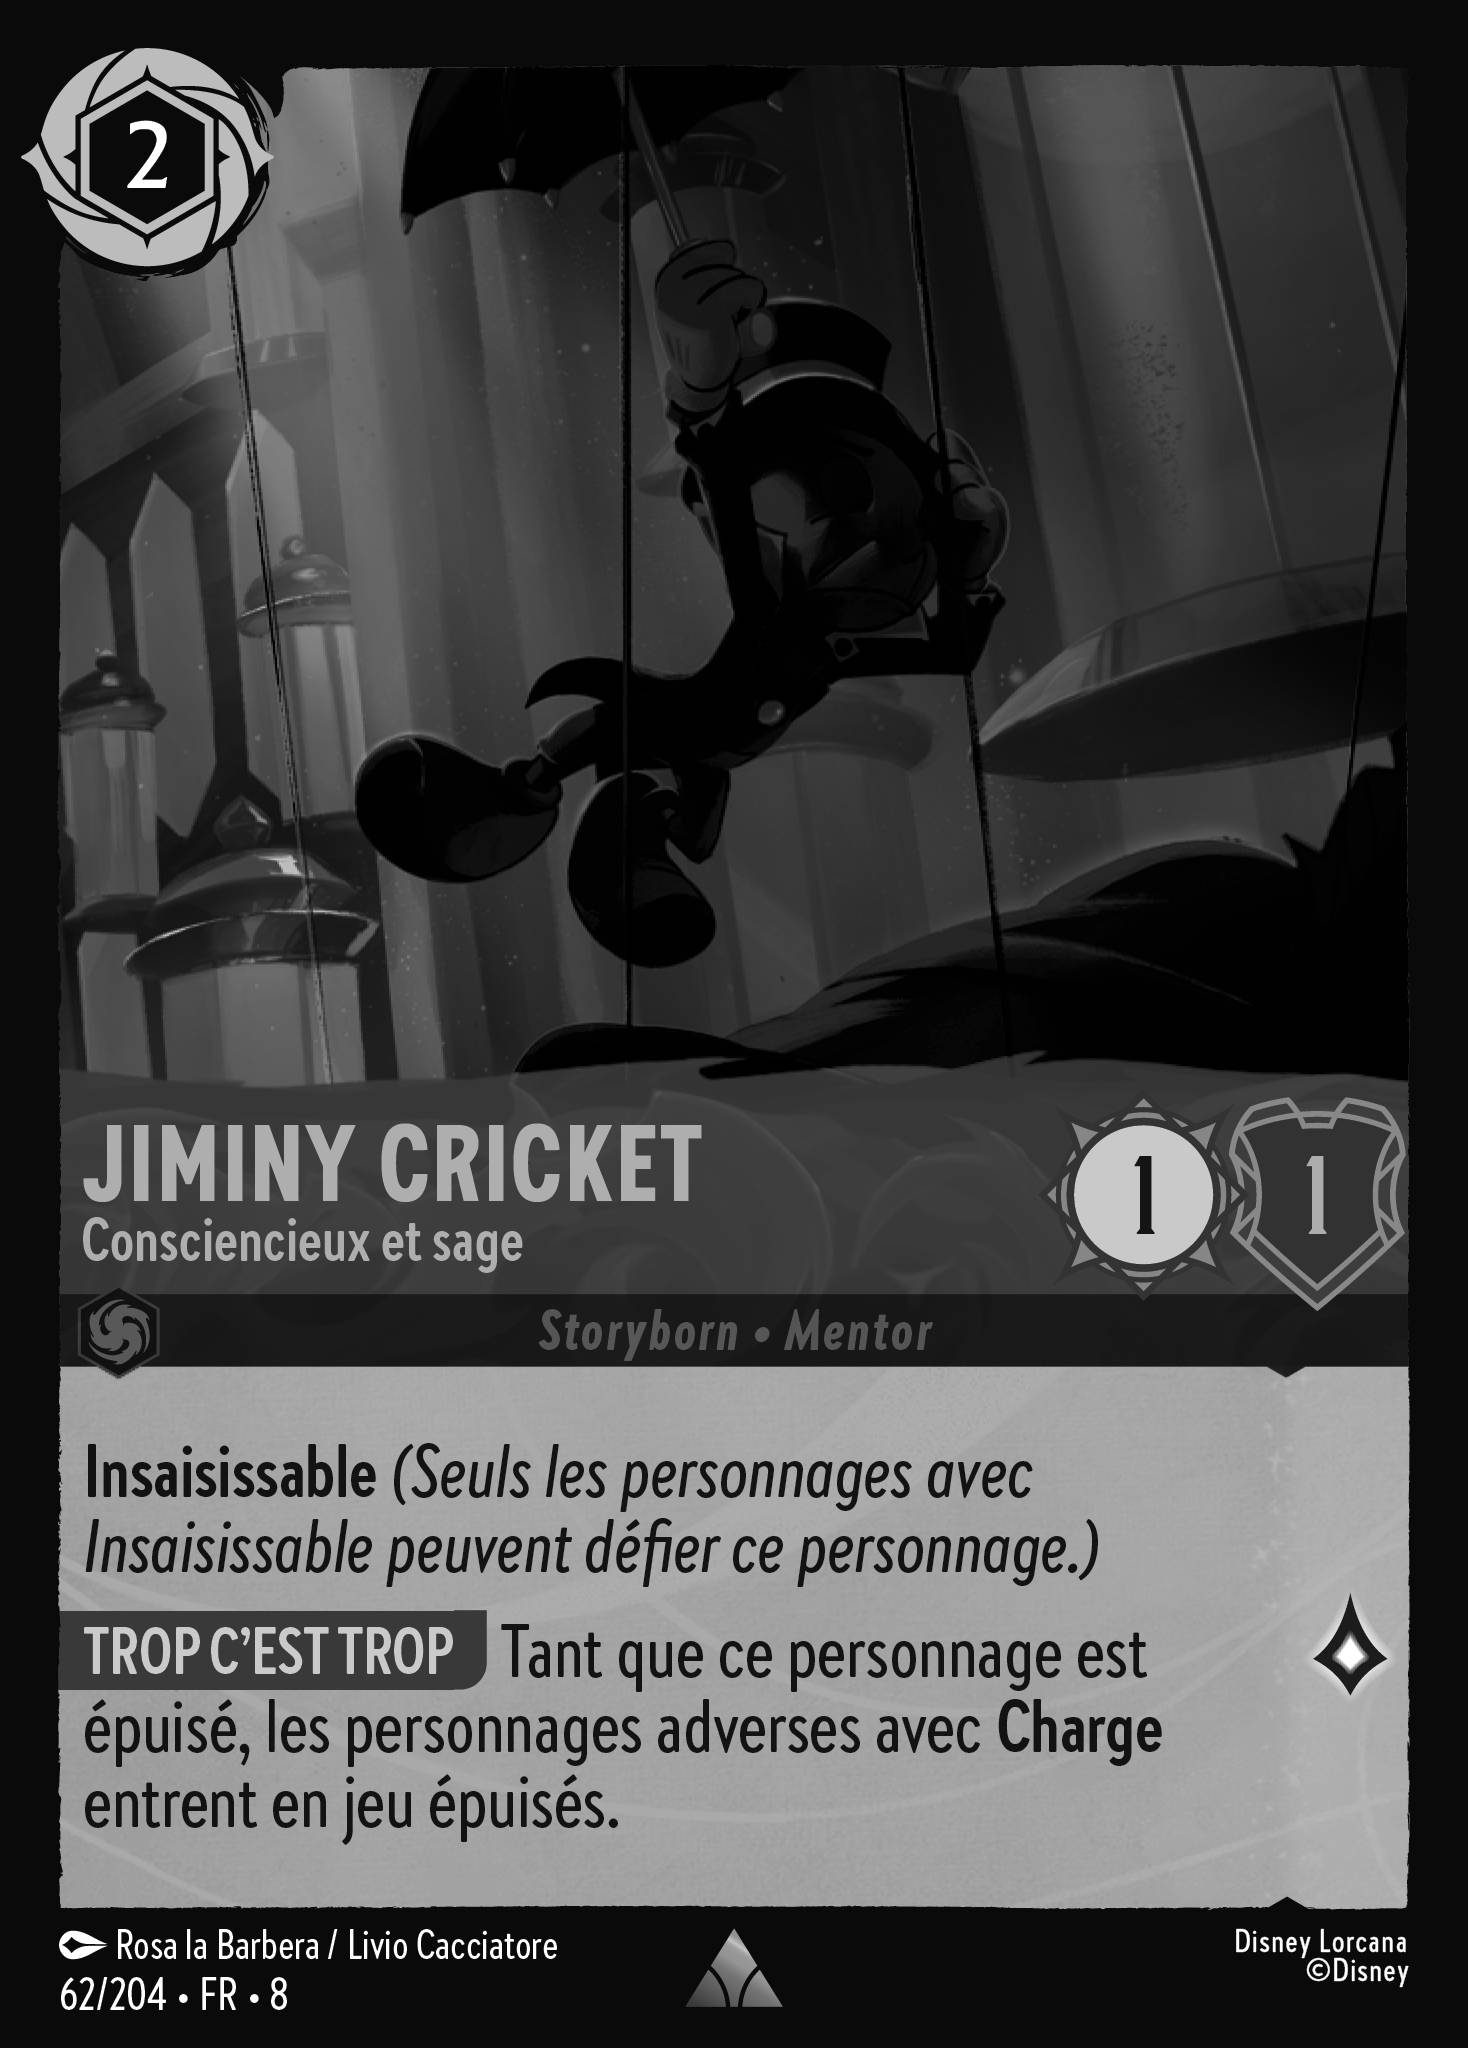 2
JIMINY CRICKET
Consciencieux et sage
1
1
Storyborn • Mentor
Insaisissable (Seuls les personnages avec
Insaisissable peuvent défier ce personnage.)
TROP C’EST TROP Tant que ce personnage est
épuisé, les personnages adverses avec Charge
entrent en jeu épuisés.
Rosa la Barbera / Livio Cacciatore
62/204 • FR • 8
Disney Lorcana
©Disney